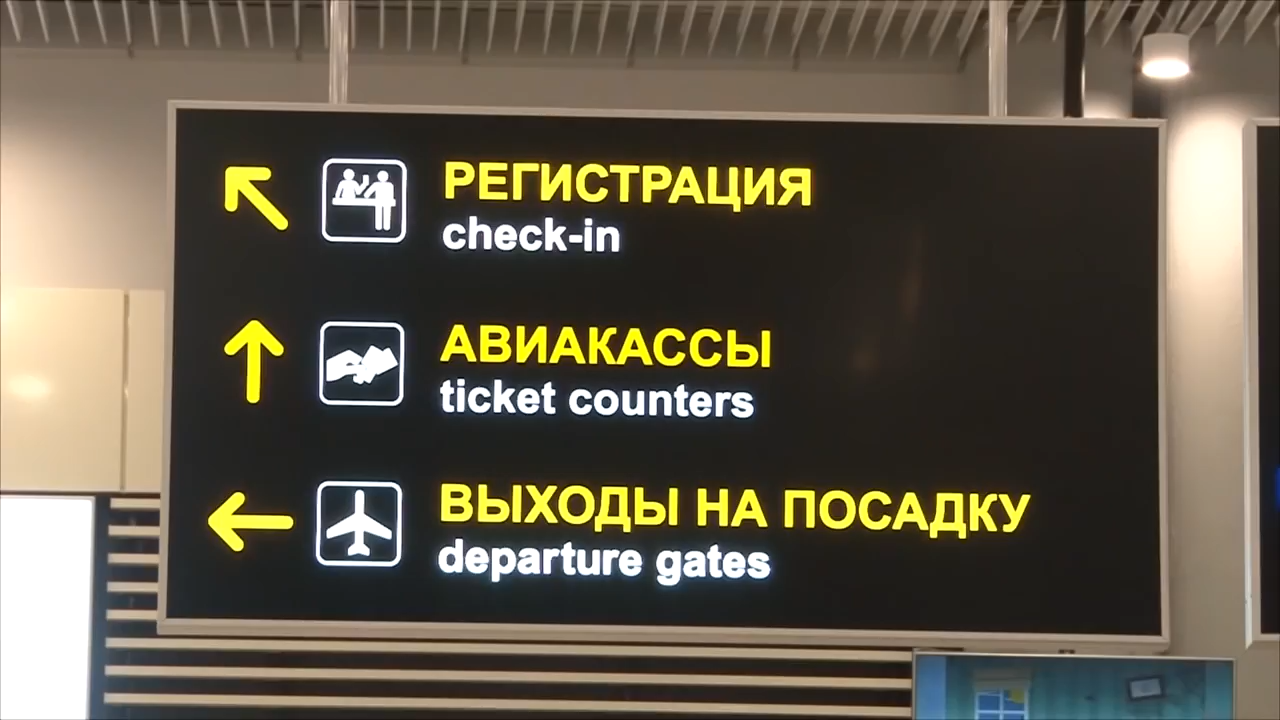 РЕГИСТРАЦИЯ
check-in
АВИАКАССЫ
ticket counters
ВЫХОДЫ НА ПОСАДКУ
departure gates